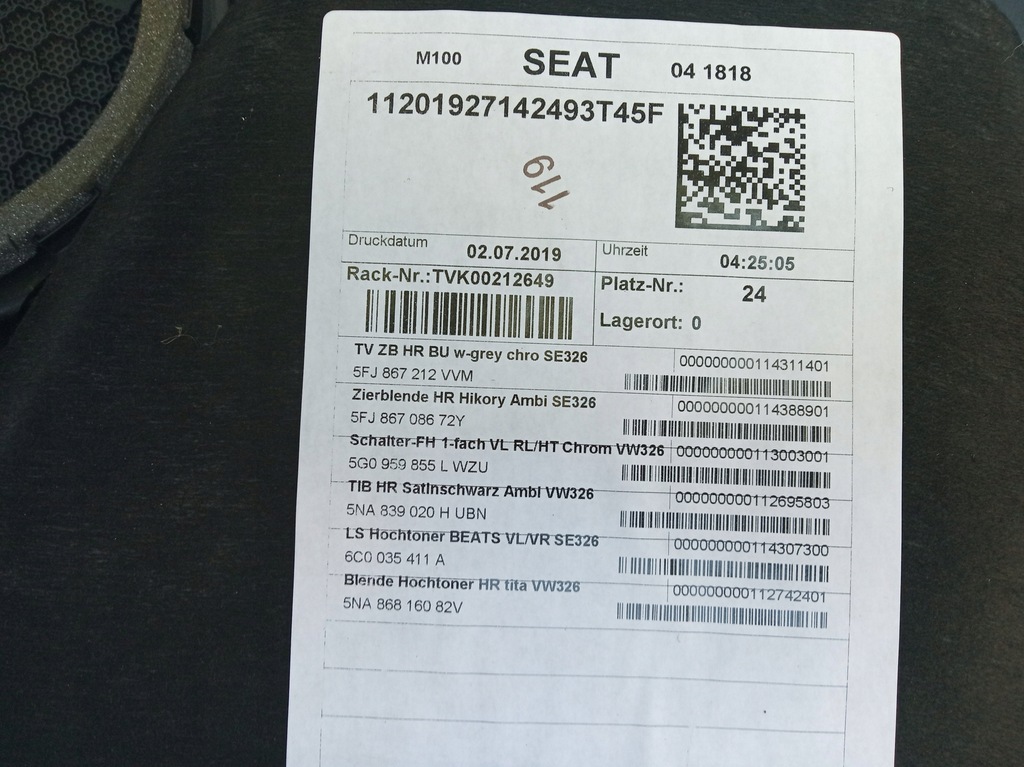 M100 SEAT 04 1818
11201927142493T45F
119
Druckdatum 02.07.2019 Uhrzeit 04:25:05
Rack-Nr.:TVK00212649 Platz-Nr.: 24
Lagerort: 0
TV ZB HR BU w-grey chro SE326 000000000114311401
5FJ 867 212 VVM
Zierblende HR Hikory Ambi SE326 000000000114388901
5FJ 867 086 72Y
Schalter-FH 1-fach VL RL/HT Chrom VW326 000000000113003001
5G0 959 855 L WZU
TIB HR Satinschwarz Ambi VW326 000000000112695803
5NA 839 020 H UBN
LS Hochtoner BEATS VL/VR SE326 000000000114307300
6C0 035 411 A
Blende Hochtoner HR tita VW326 000000000112742401
5NA 868 160 82V